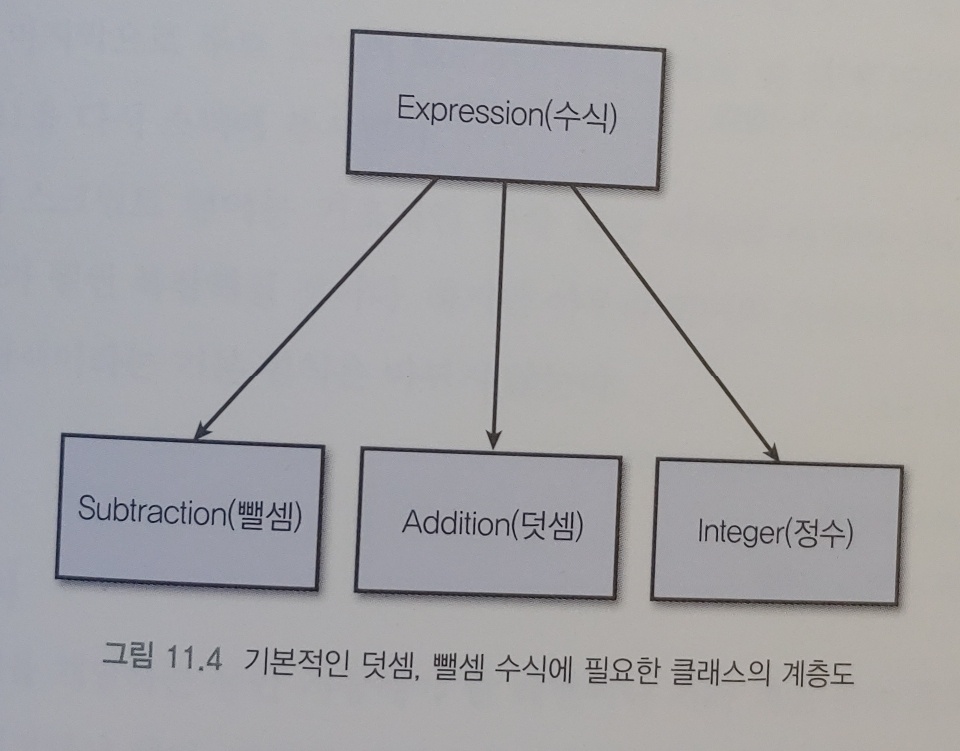 Expression(수식)
Subtraction(뺄셈)
Addition(덧셈)
Integer(정수)
그림 11.4 기본적인 덧셈, 뺄셈 수식에 필요한 클래스의 계층도